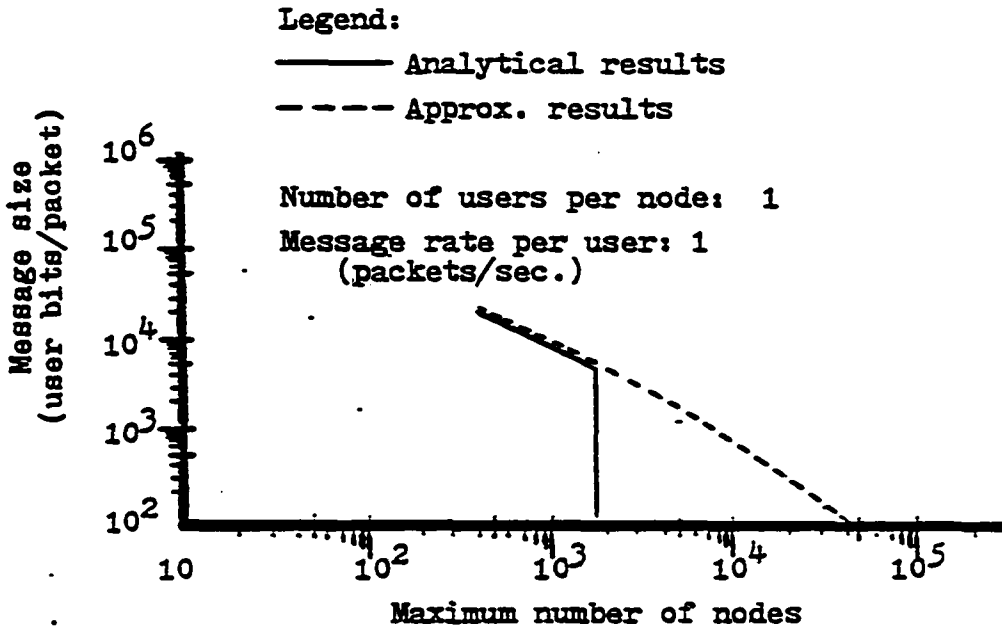 Legend:
Analytical results
Approx. results
Number of users per node: 1
Message rate per user: 1
(packets/sec.)
Message size
(user bits/packet)
10^6
10^5
10^4
10^3
10^2
10
10^2
10^3
10^4
10^5
Maximum number of nodes